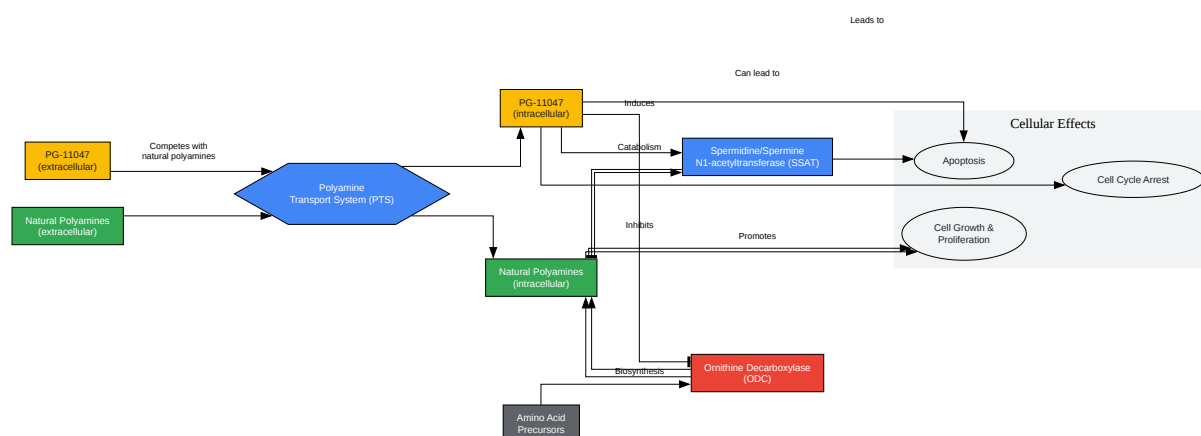 Leads to
Can lead to
PG-11047
(intracellular)
Induces
Cellular Effects
Competes with
natural polyamines
PG-11047
(extracellular)
Catabolism
Spermidine/Spermine
N1-acetyltransferase (SSAT)
Apoptosis
Cell Cycle Arrest
Polyamine
Transport System (PTS)
Natural Polyamines
(extracellular)
Inhibits
Promotes
Cell Growth &
Proliferation
Natural Polyamines
(intracellular)
Biosynthesis
Ornithine Decarboxylase
(ODC)
Amino Acid
Precursors